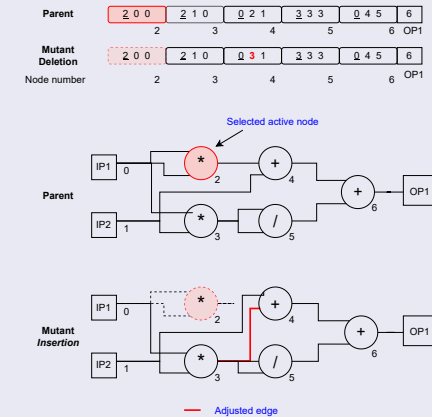 Parent 2 0 0 2 1 0 0 2 1 3 3 3 0 4 5 6
2 3 4 5 6 OP1
Mutant Deletion 2 0 0 2 1 0 0 3 1 3 3 3 0 4 5 6
Node number 2 3 4 5 6 OP1
Selected active node
Parent
IP1 0 * 2 + 4
+ 6 OP1
IP2 1 * 3 / 5
Mutant Insertion
IP1 0 * 2 + 4
+ 6 OP1
IP2 1 * 3 / 5
Adjusted edge